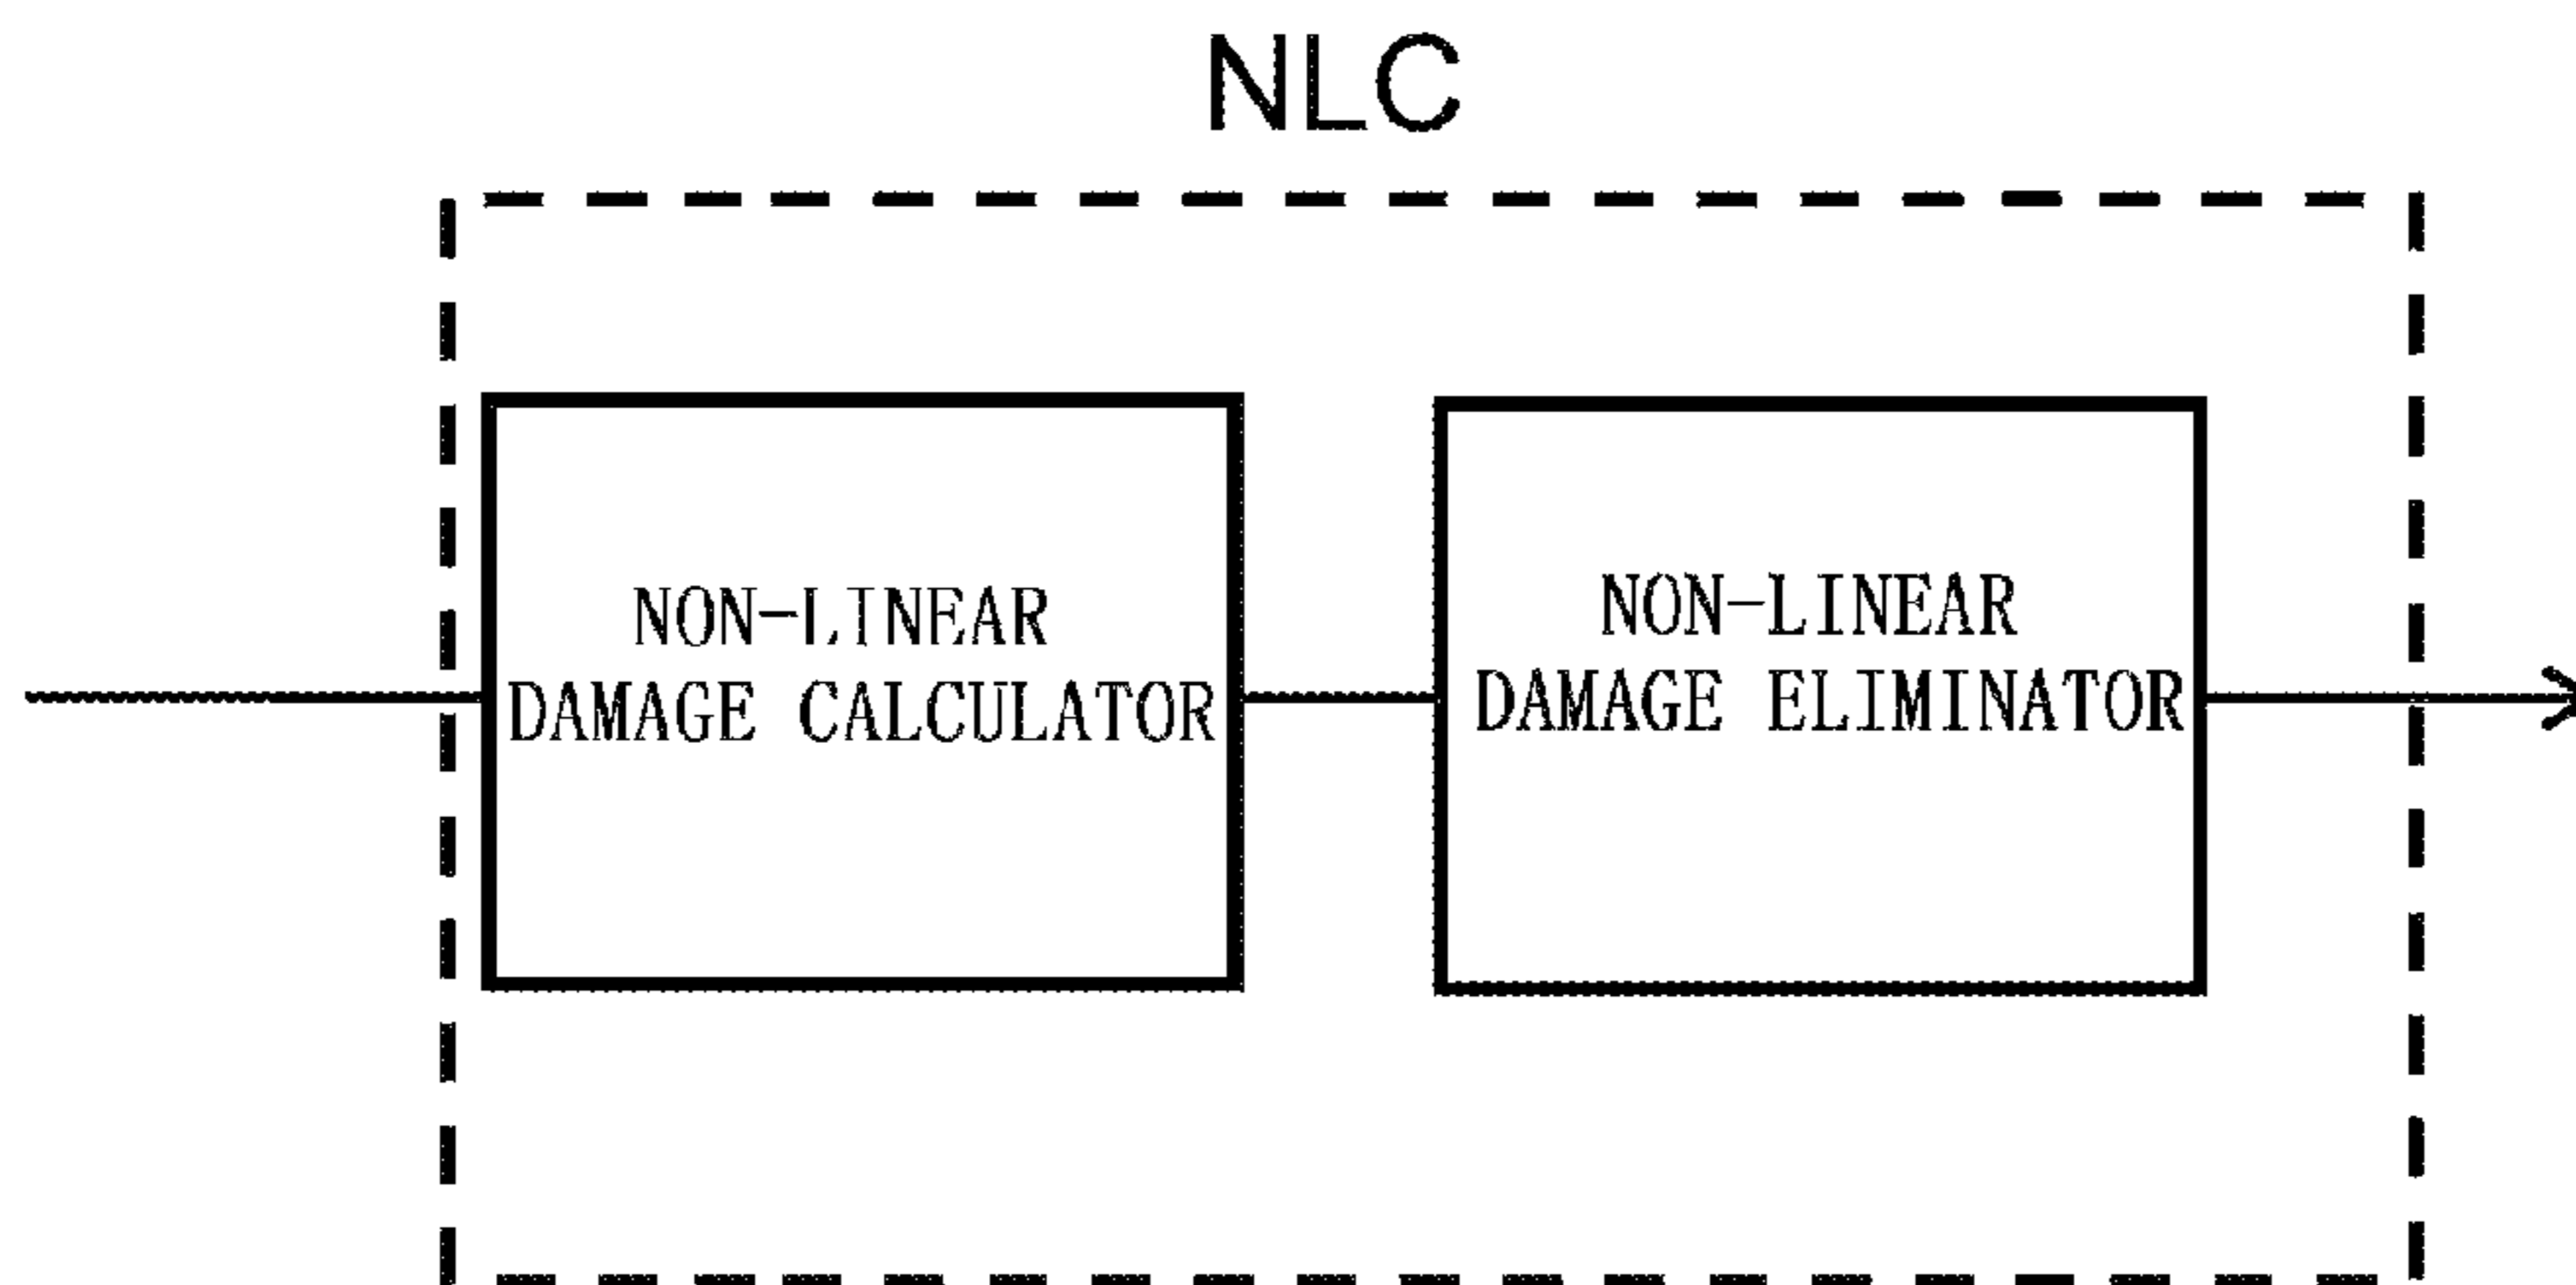 NLC
NON-LINEAR
DAMAGE CALCULATOR
NON-LINEAR
DAMAGE ELIMINATOR